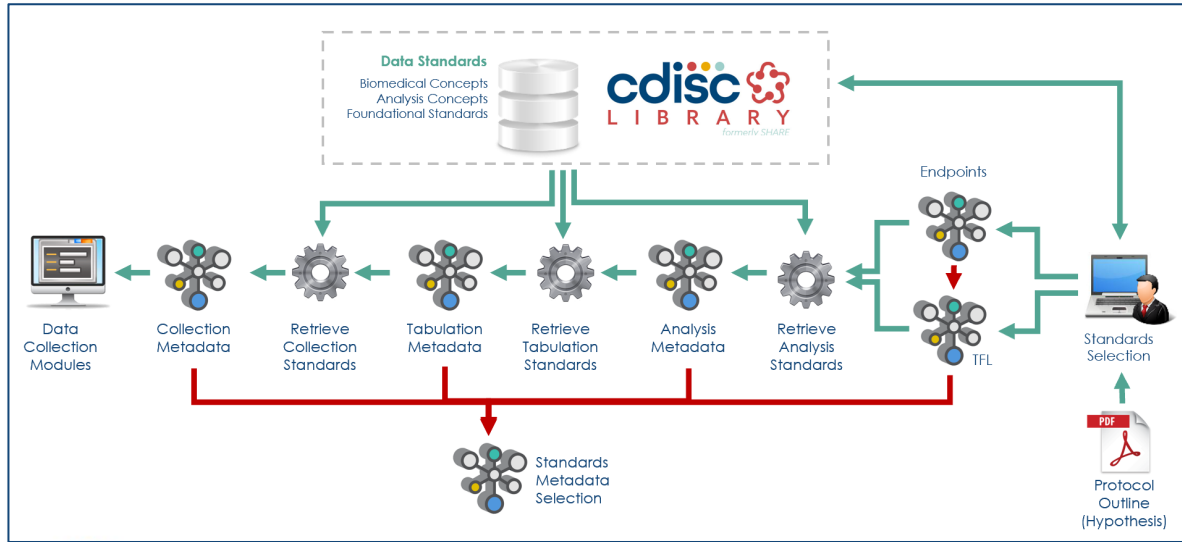 Data Standards
Biomedical Concepts
Analysis Concepts
Foundational Standards
cdisc
LIBRARY
formerly SHARE
Endpoints
Data
Collection
Modules
Collection
Metadata
Retrieve
Collection
Standards
Tabulation
Metadata
Retrieve
Tabulation
Standards
Analysis
Metadata
Retrieve
Analysis
Standards
TFL
Standards
Selection
Standards
Metadata
Selection
PDF
Protocol
Outline
(Hypothesis)